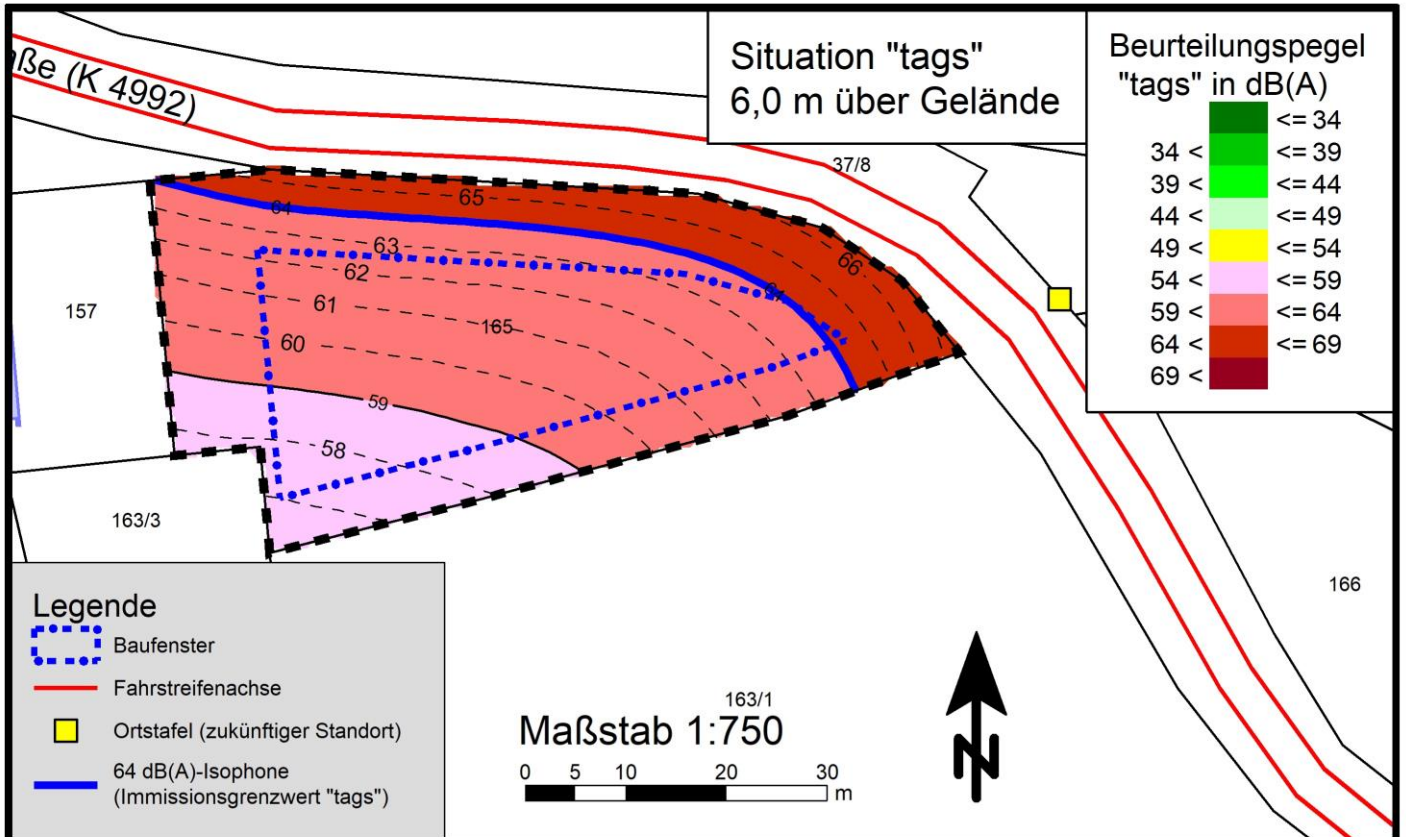 aße (K 4992)
Situation "tags"
6,0 m über Gelände
Beurteilungspegel
"tags" in dB(A)
<= 34
34 < <= 39
39 < <= 44
44 < <= 49
49 < <= 54
54 < <= 59
59 < <= 64
64 < <= 69
69 <
37/8
65
64
63
66
62
64
61
165
157
60
59
58
163/3
166
Legende
Baufenster
Fahrstreifenachse
Ortstafel (zukünftiger Standort)
64 dB(A)-Isophone
(Immissionsgrenzwert "tags")
163/1
Maßstab 1:750
0 5 10 20 30
m
N